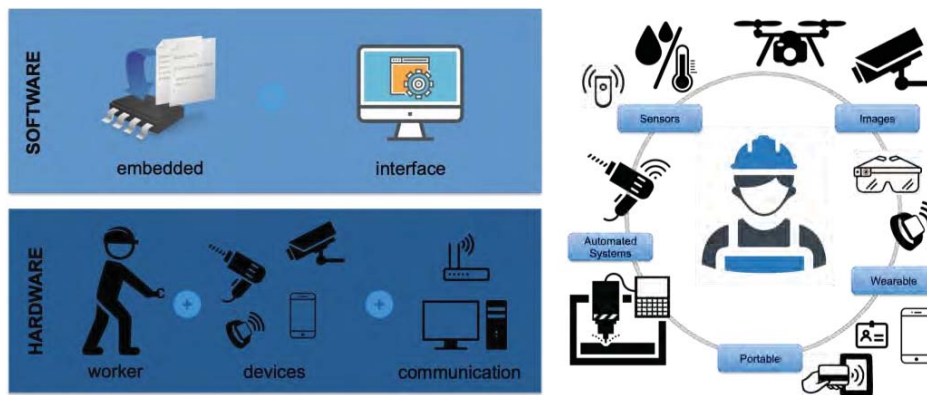 SOFTWARE
embedded
interface
HARDWARE
worker
devices
communication
Sensors
Images
Automated
Systems
Wearable
Portable